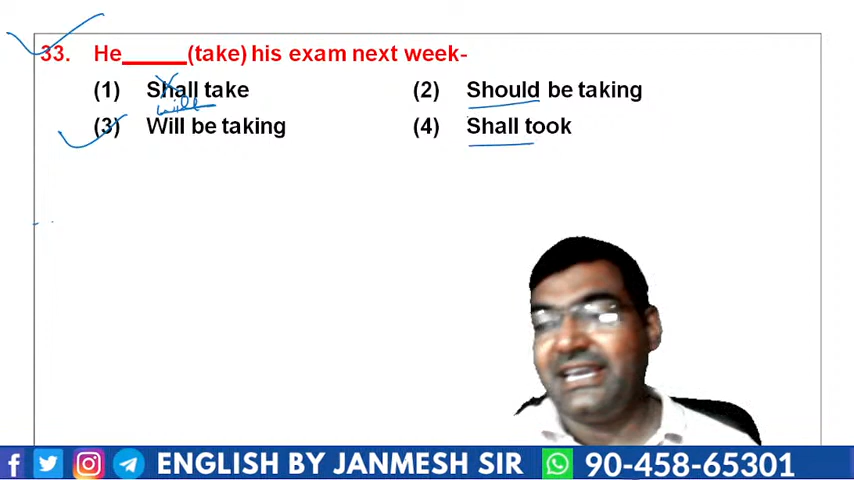 33. He_____(take) his exam next week-
(1) Shall take (2) Should be taking
will
(3) Will be taking (4) Shall took
ENGLISH BY JANMESH SIR 90-458-65301